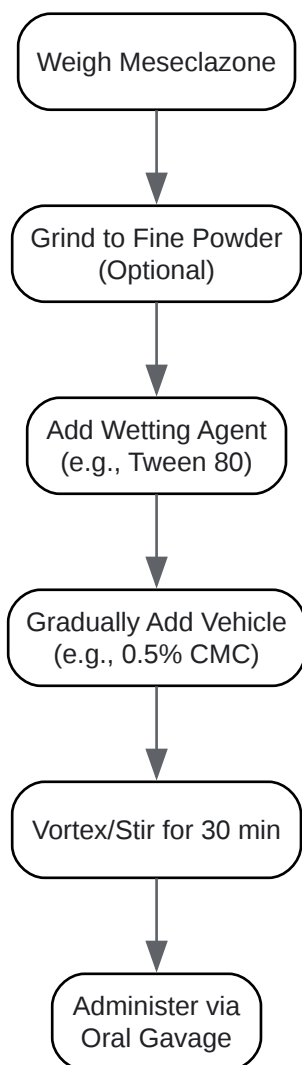 Weigh Meseclazone
Grind to Fine Powder
(Optional)
Add Wetting Agent
(e.g., Tween 80)
Gradually Add Vehicle
(e.g., 0.5% CMC)
Vortex/Stir for 30 min
Administer via
Oral Gavage